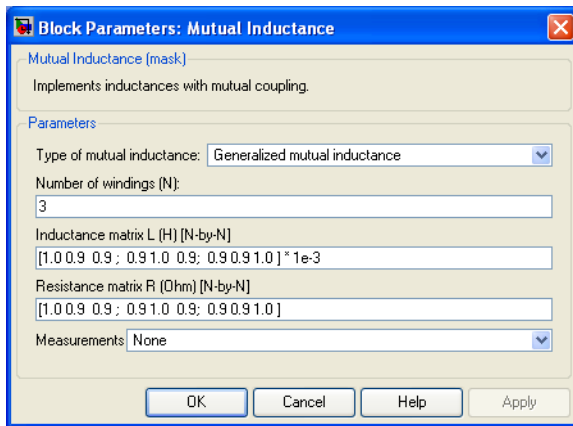 Block Parameters: Mutual Inductance
Mutual Inductance (mask)
Implements inductances with mutual coupling.
Parameters
Type of mutual inductance: Generalized mutual inductance
Number of windings (N):
3
Inductance matrix L (H) [N-by-N]
[1.0 0.9 0.9 ; 0.9 1.0 0.9; 0.9 0.9 1.0 ] * 1e-3
Resistance matrix R (Ohm) [N-by-N]
[1.0 0.9 0.9 ; 0.9 1.0 0.9; 0.9 0.9 1.0 ]
Measurements None
OK Cancel Help Apply